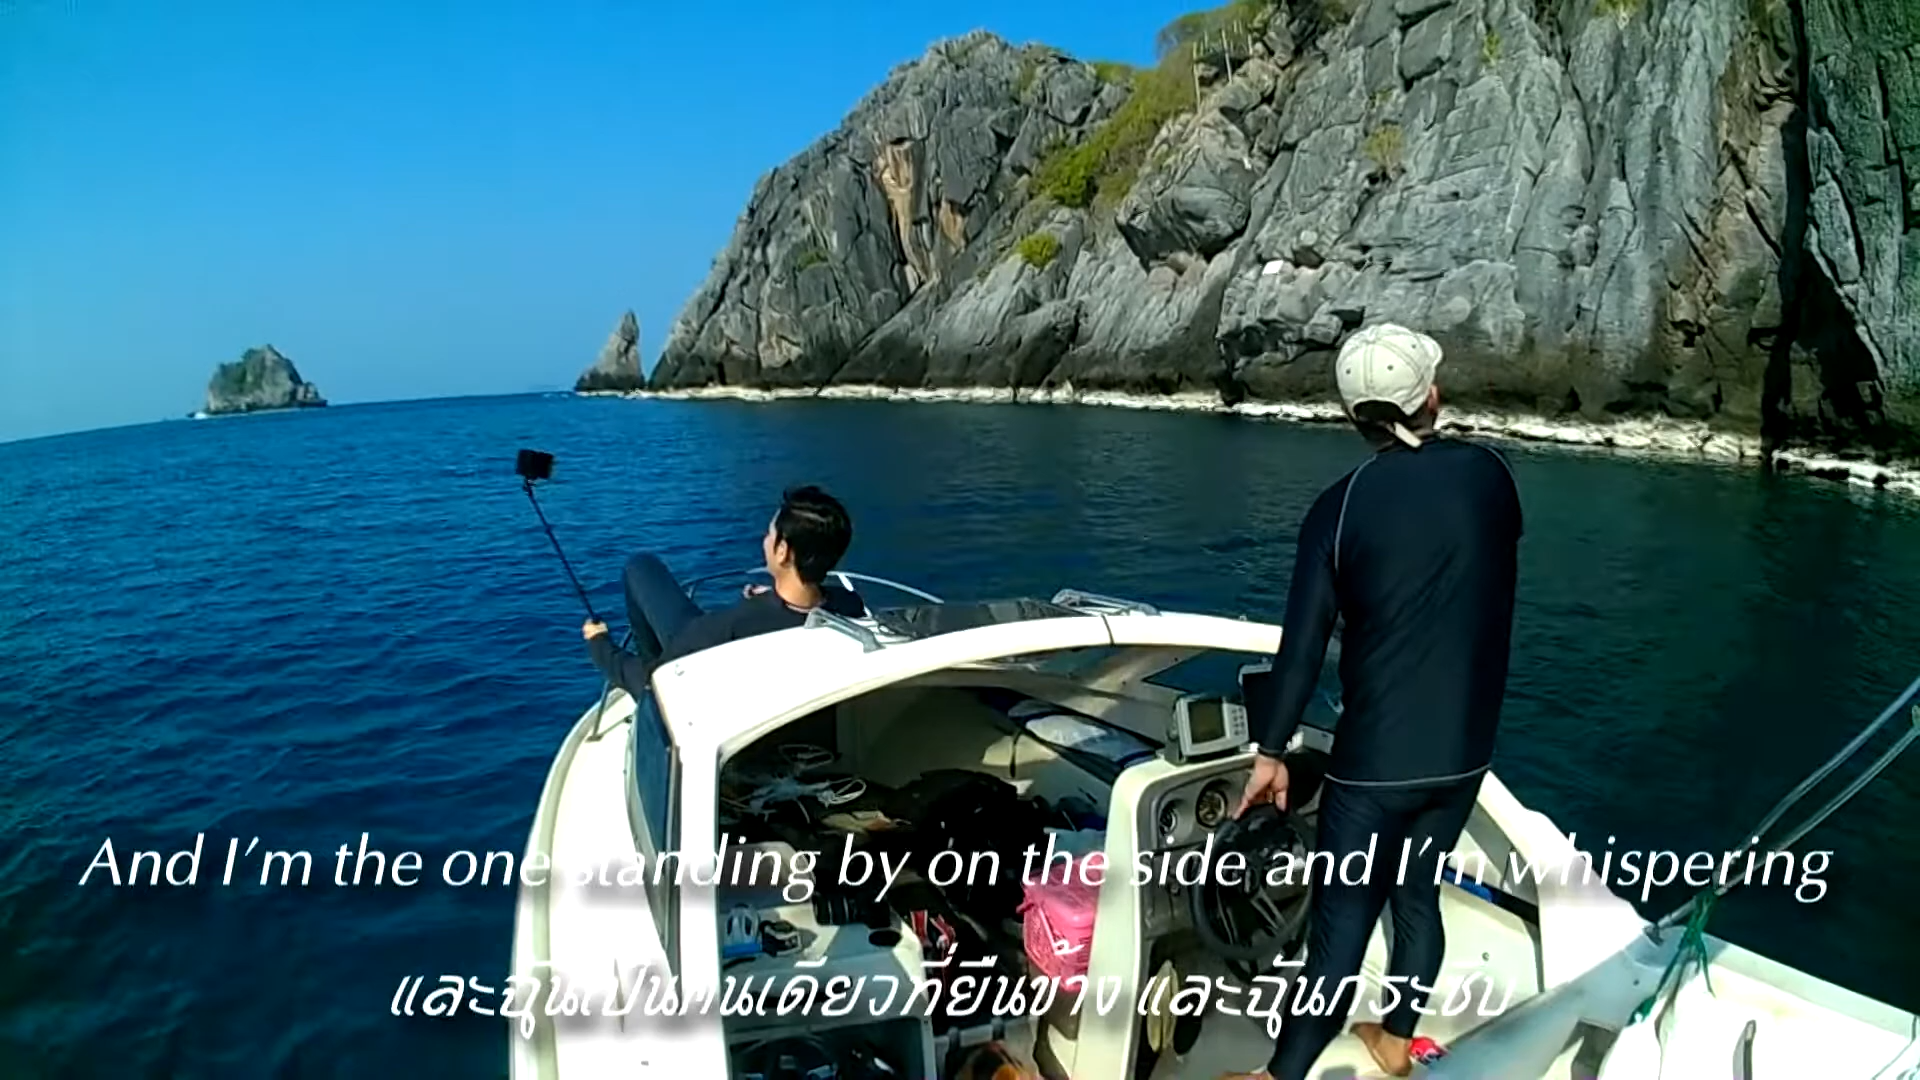 And I'm the one standing by on the side and I'm whispering
และฉันเป็นคนเดียวที่ยืนข้าง และฉันกระซิบ